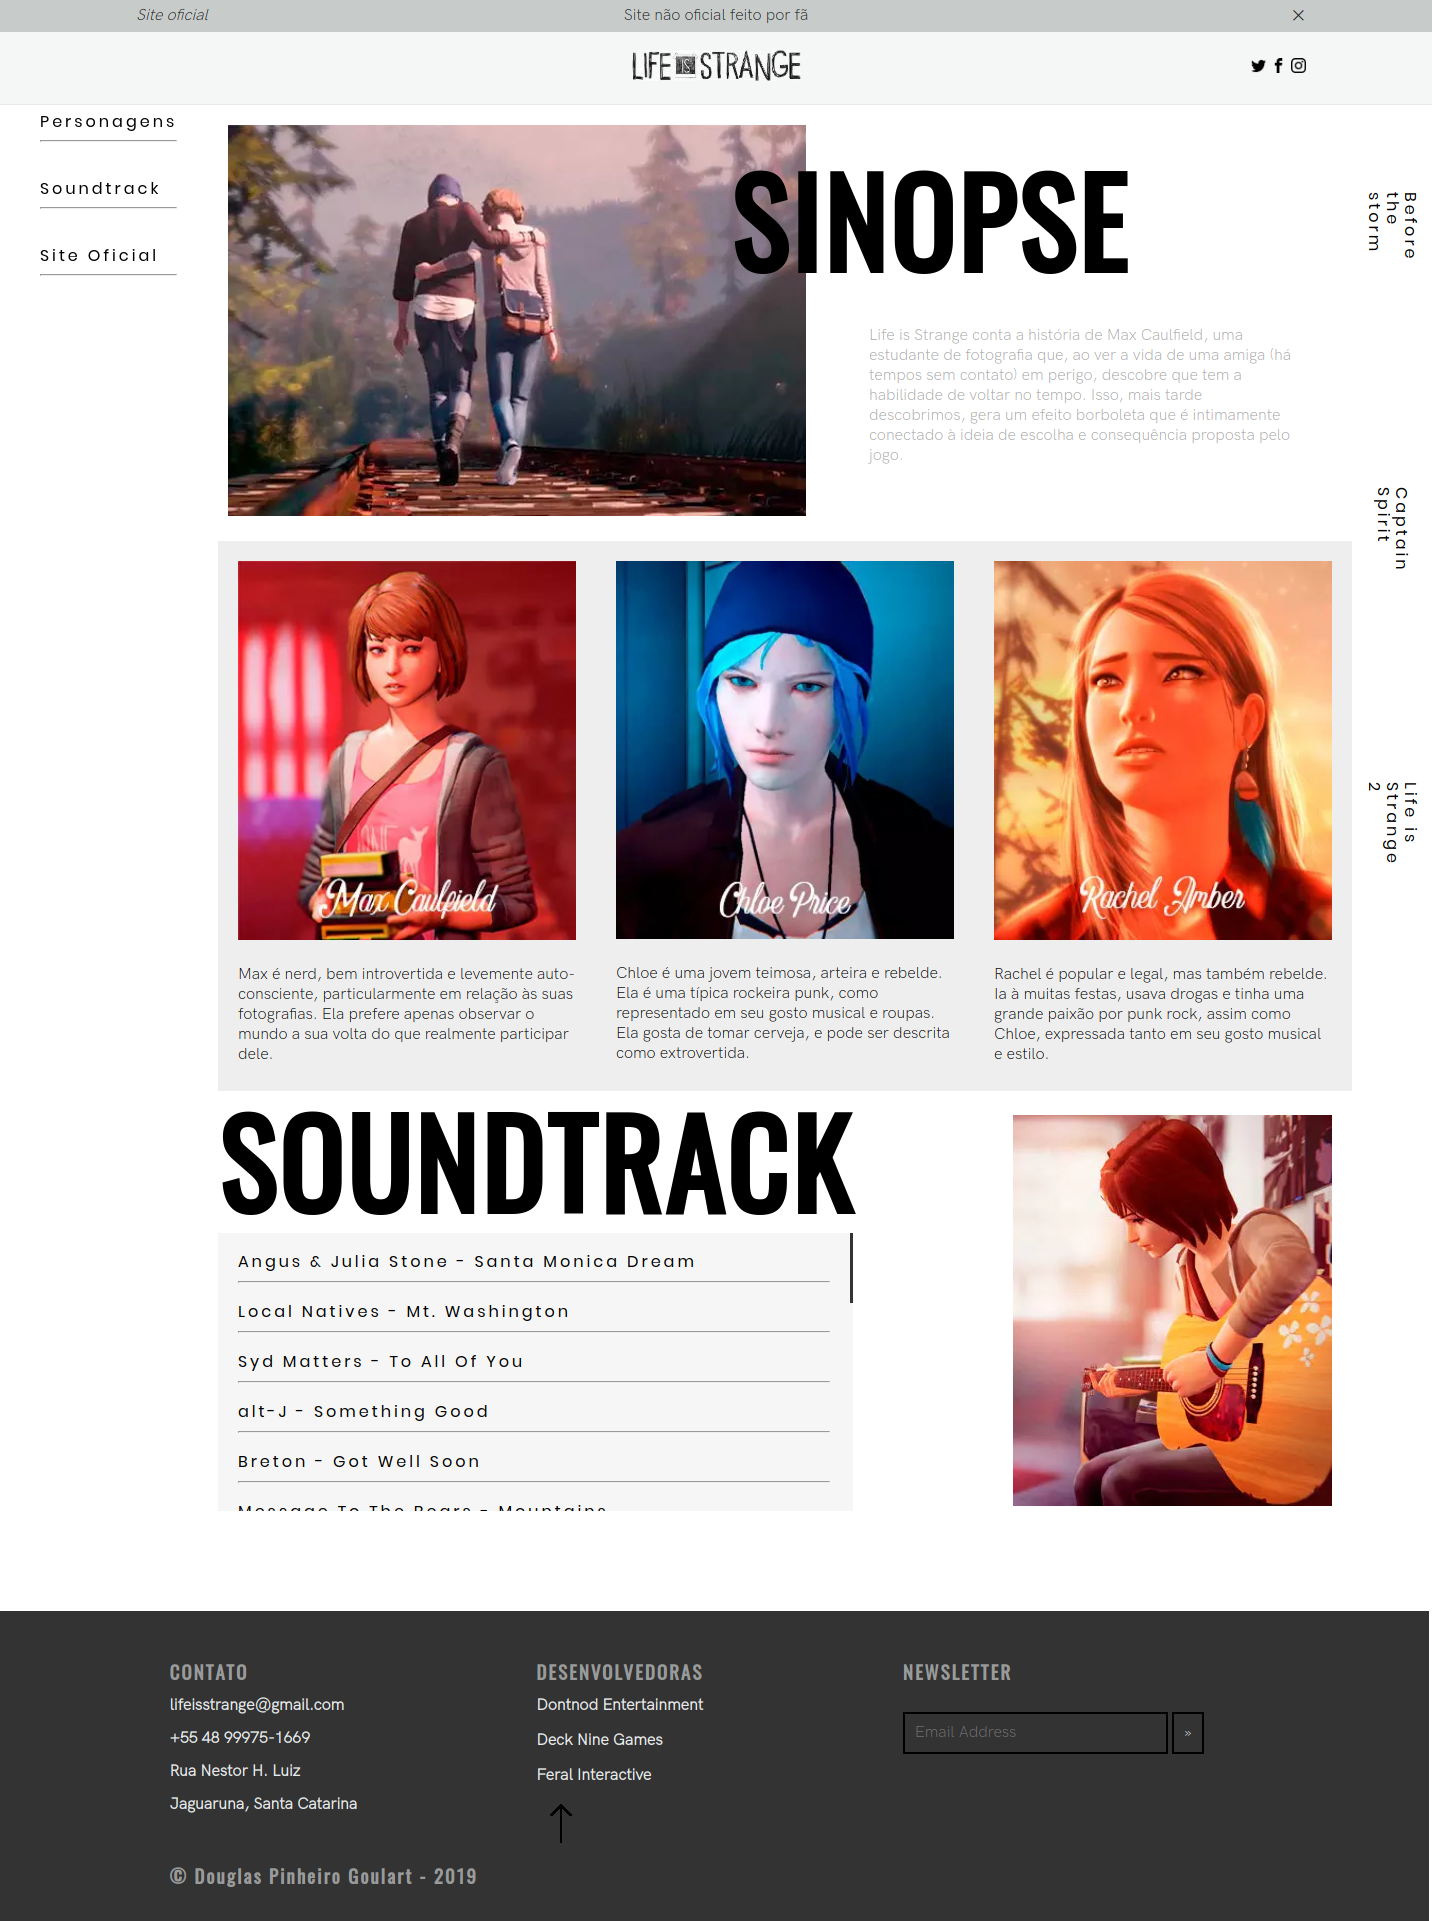 Site oficial
Site não oficial feito por fã
LIFE IS STRANGE
Personagens
Soundtrack
Site Oficial
SINOPSE
Life is Strange conta a história de Max Caulfield, uma
estudante de fotografia que, ao ver a vida de uma amiga (há
tempos sem contato) em perigo, descobre que tem a
habilidade de voltar no tempo. Isso, mais tarde
descobrimos, gera um efeito borboleta que é intimamente
conectado à ideia de escolha e consequência proposta pelo
jogo.
Before
the
storm
Captain
Spirit
Life is
Strange
2
Max Caulfield
Chloe Price
Rachel Amber
Max é nerd, bem introvertida e levemente auto-
consciente, particularmente em relação às suas
fotografias. Ela prefere apenas observar o
mundo a sua volta do que realmente participar
dele.
Chloe é uma jovem teimosa, arteira e rebelde.
Ela é uma típica rockeira punk, como
representado em seu gosto musical e roupas.
Ela gosta de tomar cerveja, e pode ser descrita
como extrovertida.
Rachel é popular e legal, mas também rebelde.
Ia à muitas festas, usava drogas e tinha uma
grande paixão por punk rock, assim como
Chloe, expressada tanto em seu gosto musical
e estilo.
SOUNDTRACK
Angus & Julia Stone - Santa Monica Dream
Local Natives - Mt. Washington
Syd Matters - To All Of You
alt-J - Something Good
Breton - Got Well Soon
Message To The Bears - Mountains
CONTATO
lifeisstrange@gmail.com
+55 48 99975-1669
Rua Nestor H. Luiz
Jaguaruna, Santa Catarina
DESENVOLVEDORAS
Dontnod Entertainment
Deck Nine Games
Feral Interactive
NEWSLETTER
Email Address
»
© Douglas Pinheiro Goulart - 2019